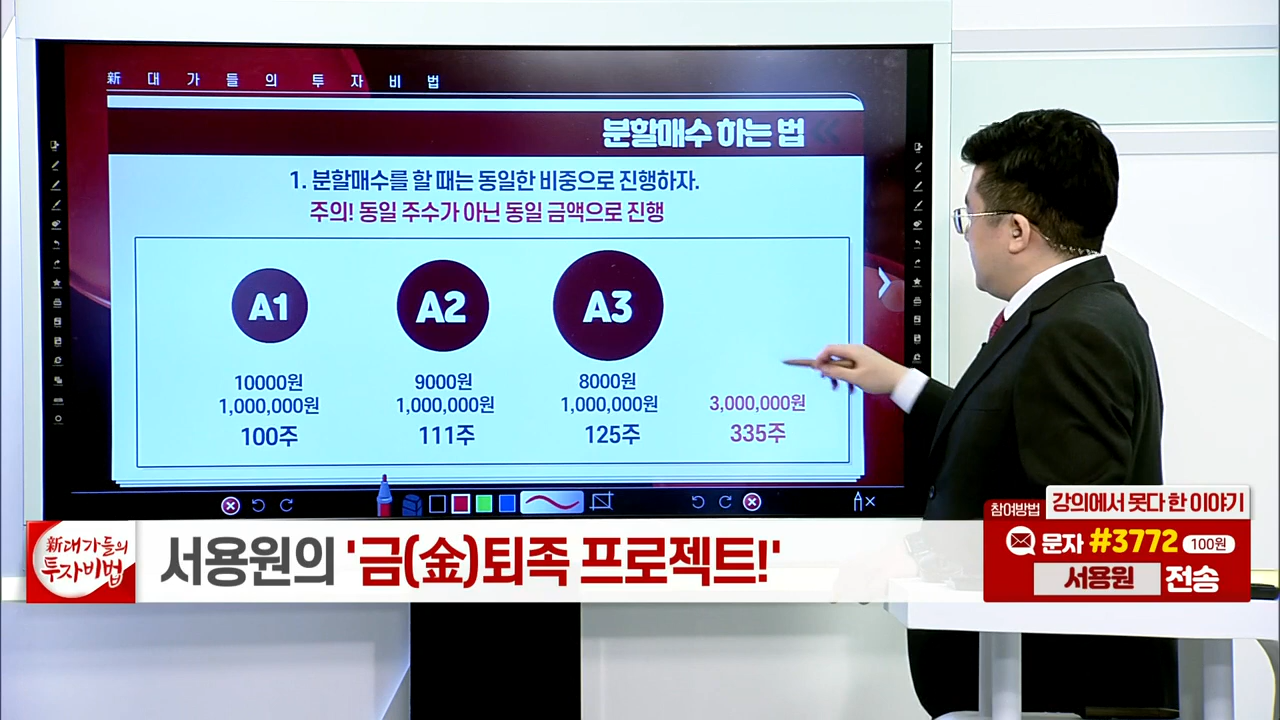 新 대 가 들 의 투 자 비 법
분할매수 하는 법
1. 분할매수를 할 때는 동일한 비중으로 진행하자.
주의! 동일 주수가 아닌 동일 금액으로 진행
A1
A2
A3
10000원
9000원
8000원
1,000,000원
1,000,000원
1,000,000원
3,000,000원
100주
111주
125주
335주
新대가들의
투자비법
서용원의 '금(金)퇴족 프로젝트!'
참여방법 강의에서 못다 한 이야기
문자 #3772 100원
서용원 전송